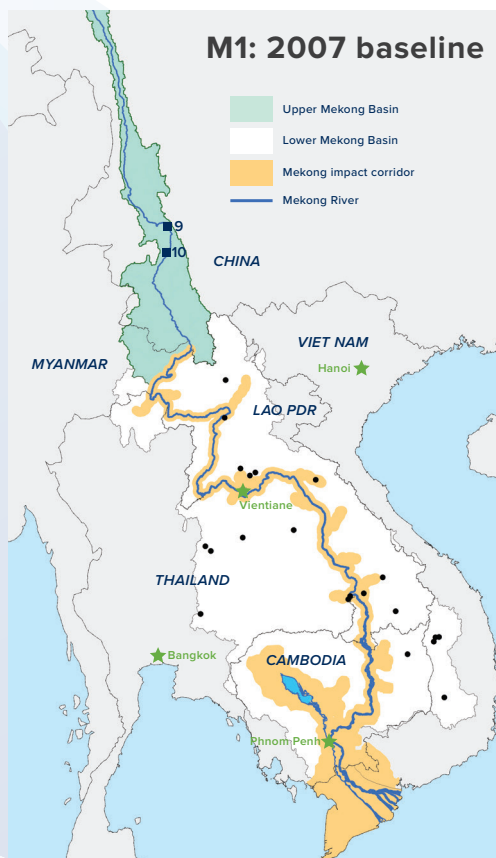 M1: 2007 baseline
Upper Mekong Basin
Lower Mekong Basin
Mekong impact corridor
Mekong River
9
10
CHINA
VIET NAM
Hanoi
MYANMAR
LAO PDR
Vientiane
THAILAND
Bangkok
CAMBODIA
Phnom Penh